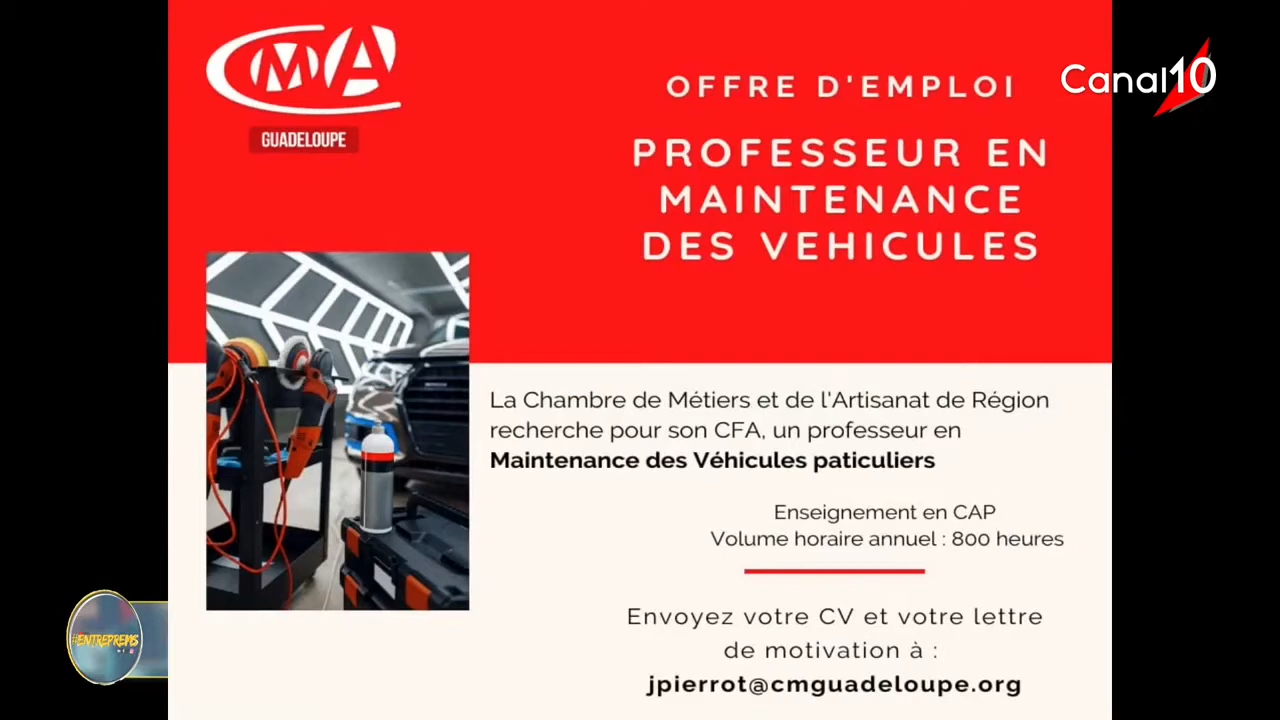 CMA
GUADELOUPE
Canal10
OFFRE D'EMPLOI
PROFESSEUR EN
MAINTENANCE
DES VEHICULES
La Chambre de Métiers et de l'Artisanat de Région
recherche pour son CFA, un professeur en
Maintenance des Véhicules paticuliers
Enseignement en CAP
Volume horaire annuel : 800 heures
Envoyez votre CV et votre lettre
de motivation à :
jpierrot@cmguadeloupe.org
#ENTREPRENDS